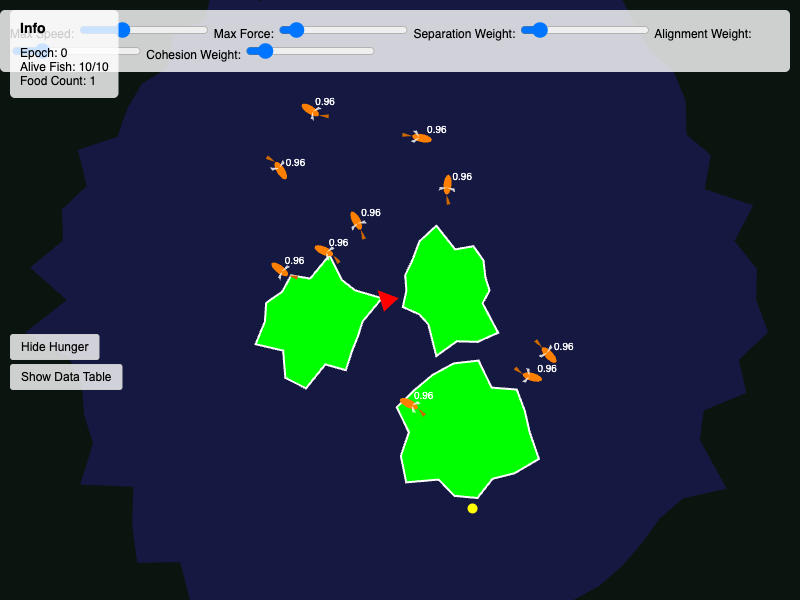 Max Speed: Max Force: Separation Weight: Alignment Weight:
Cohesion Weight:
Info
Epoch: 0
Alive Fish: 10/10
Food Count: 1
0.96
0.96
0.96
0.96
0.96
0.96
0.96
Hide Hunger
0.96
0.96
Show Data Table
0.96